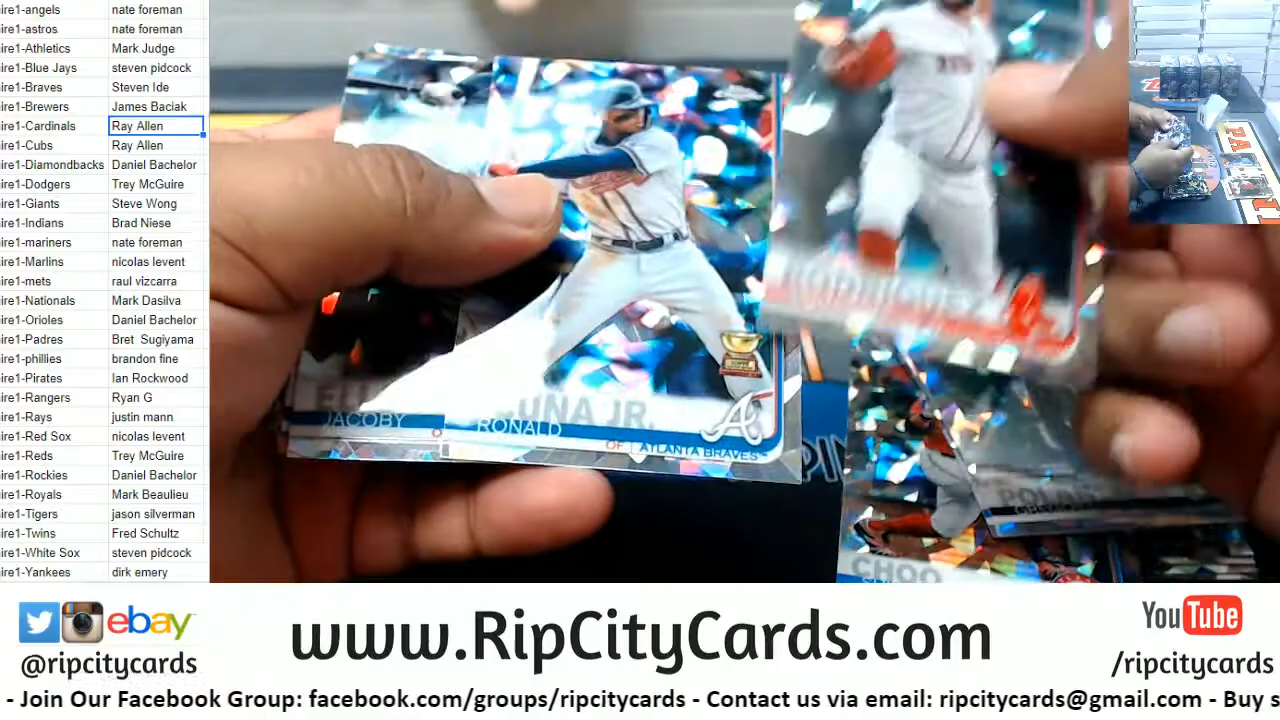 ire1-angels nate foreman
ire1-astros nate foreman
ire1-Athletics Mark Judge
ire1-Blue Jays steven pidcock
ire1-Braves Steven Ide
ire1-Brewers James Baciak
ire1-Cardinals Ray Allen
ire1-Cubs Ray Allen
ire1-Diamondbacks Daniel Bachelor
ire1-Dodgers Trey McGuire
ire1-Giants Steve Wong
ire1-Indians Brad Niese
ire1-mariners nate foreman
ire1-Marlins nicolas levent
ire1-mets raul vizcarra
ire1-Nationals Mark Dasilva
ire1-Orioles Daniel Bachelor
ire1-Padres Bret Sugiyama
ire1-phillies brandon fine
ire1-Pirates Ian Rockwood
ire1-Rangers Ryan G
ire1-Rays justin mann
ire1-Red Sox nicolas levent
ire1-Reds Trey McGuire
ire1-Rockies Daniel Bachelor
ire1-Royals Mark Beaulieu
ire1-Tigers jason silverman
ire1-Twins Fred Schultz
ire1-White Sox steven pidcock
ire1-Yankees dirk emery
UNA JR.
JACOBY
RONALD
OF ATLANTA BRAVES
A
POLAN
CHOO
ebay
@ripcitycards
www.RipCityCards.com
YouTube
/ripcitycards
- Join Our Facebook Group: facebook.com/groups/ripcitycards - Contact us via email: ripcitycards@gmail.com - Buy s